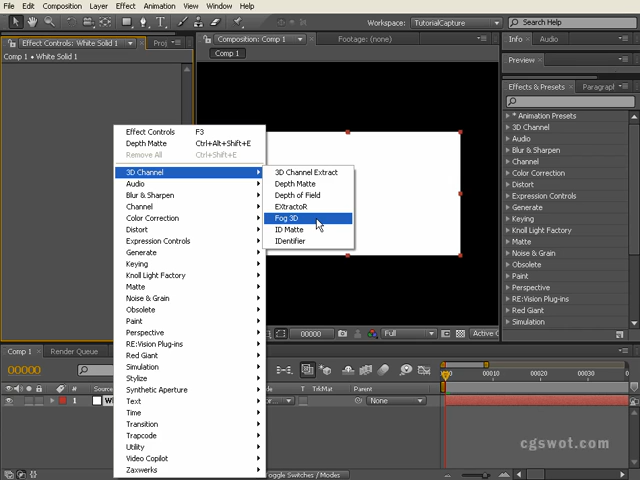 File Edit Composition Layer Effect Animation View Window Help
Workspace: TutorialCapture Search Help
Effect Controls: White Solid 1 Proj
Comp 1 • White Solid 1
Composition: Comp 1 Footage: (none)
Comp 1
Info Audio
Preview
Effects & Presets Paragraph
* Animation Presets
3D Channel
Audio
Blur & Sharpen
Channel
Color Correction
Distort
Expression Controls
Generate
Keying
Knoll Light Factory
Matte
Noise & Grain
Obsolete
Paint
Perspective
RE:Vision Plug-ins
Red Giant
Simulation
Effect Controls F3
Depth Matte Ctrl+Alt+Shift+E
Remove All Ctrl+Shift+E
3D Channel
Audio
Blur & Sharpen
Channel
Color Correction
Distort
Expression Controls
Generate
Keying
Knoll Light Factory
Matte
Noise & Grain
Obsolete
Paint
Perspective
RE:Vision Plug-ins
Red Giant
Simulation
Stylize
Synthetic Aperture
Text
Time
Transition
Trapcode
Utility
Video Copilot
Zaxwerks
3D Channel Extract
Depth Matte
Depth of Field
EXtractoR
Fog 3D
ID Matte
IDentifier
00000 Full Active C
Comp 1 Render Queue
00000
00010 00020 00030
# Source TrkMat Parent
1 None
Toggle Switches / Modes
cgswot.com